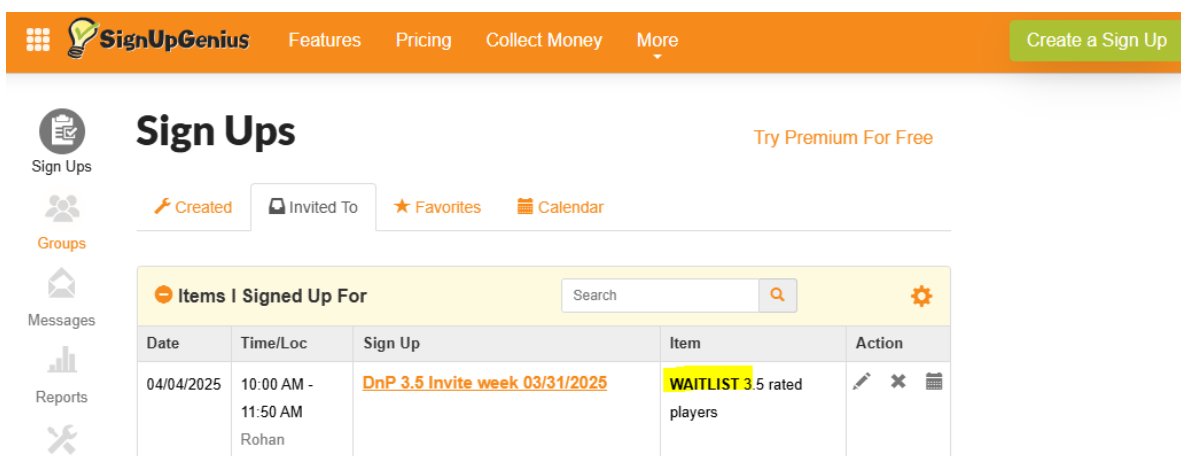 SignUpGenius Features Pricing Collect Money More Create a Sign Up
Sign Ups
Try Premium For Free
Sign Ups
Created Invited To Favorites Calendar
Groups
Items I Signed Up For Search
Messages
Date Time/Loc Sign Up Item Action
04/04/2025 10:00 AM - DnP 3.5 Invite week 03/31/2025 WAITLIST 3.5 rated
Reports
11:50 AM players
Rohan